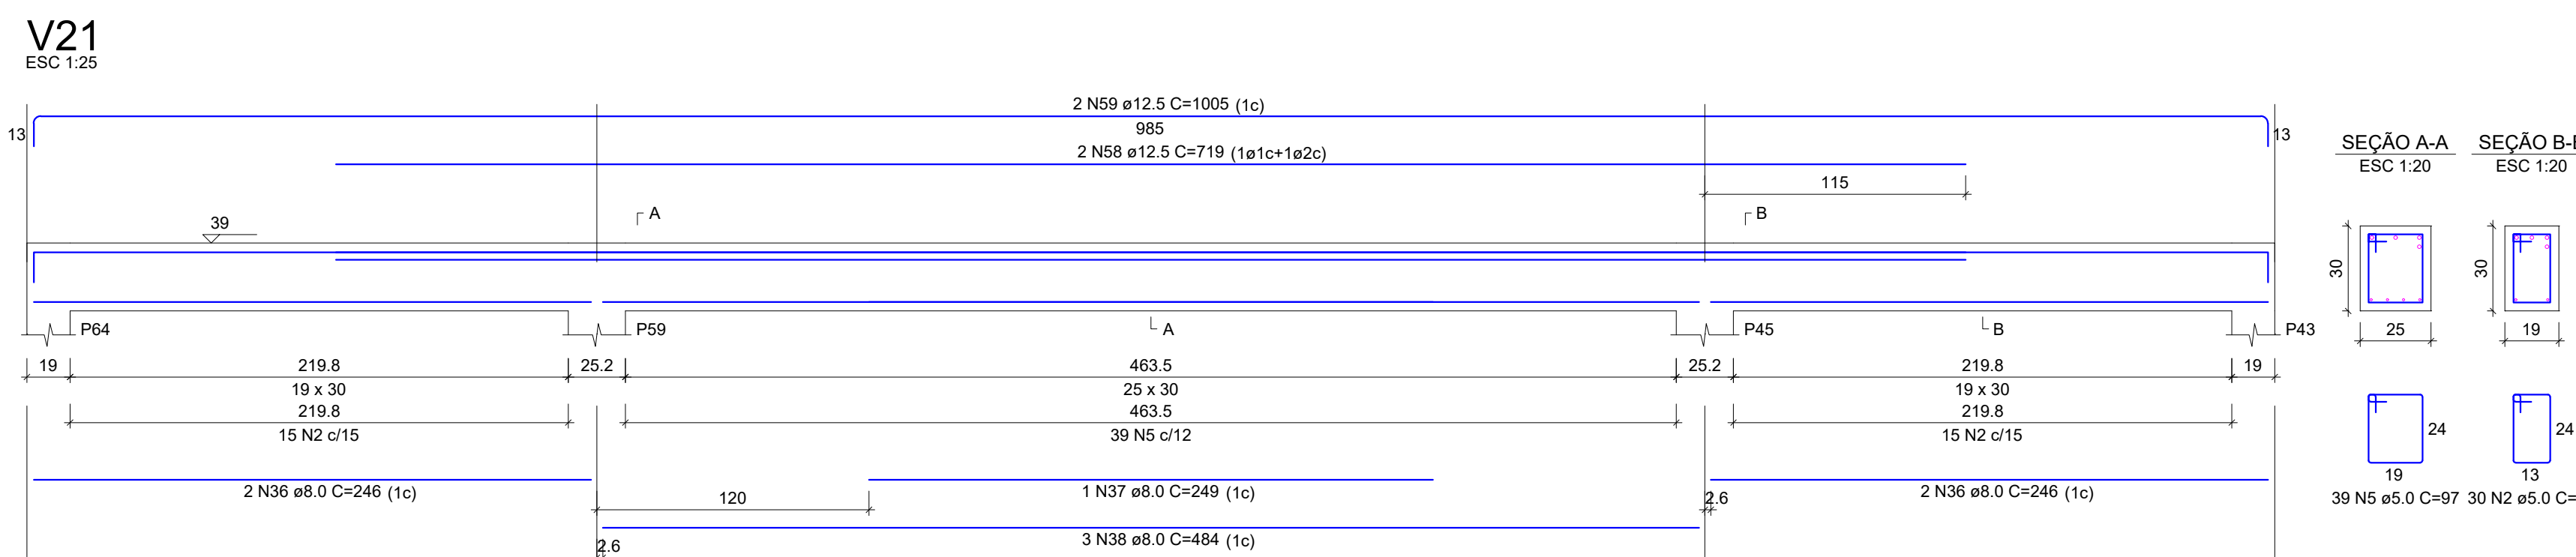 V21
ESC 1:25
2 N59 ø12.5 C=1005 (1c)
13 985 13
2 N58 ø12.5 C=719 (1ø1c+1ø2c)
SEÇÃO A-A SEÇÃO B-
ESC 1:20 ESC 1:20
115
39 A B
30 30
P64 P59 A P45 B P43
25 19
19 219.8 25.2 463.5 25.2 219.8 19
19 x 30 25 x 30 19 x 30
219.8 463.5 219.8
15 N2 c/15 39 N5 c/12 15 N2 c/15
24 24
19 13
2 N36 ø8.0 C=246 (1c) 1 N37 ø8.0 C=249 (1c) 2 N36 ø8.0 C=246 (1c)
120 2.6 39 N5 ø5.0 C=97 30 N2 ø5.0 C=
3 N38 ø8.0 C=484 (1c)
2.6